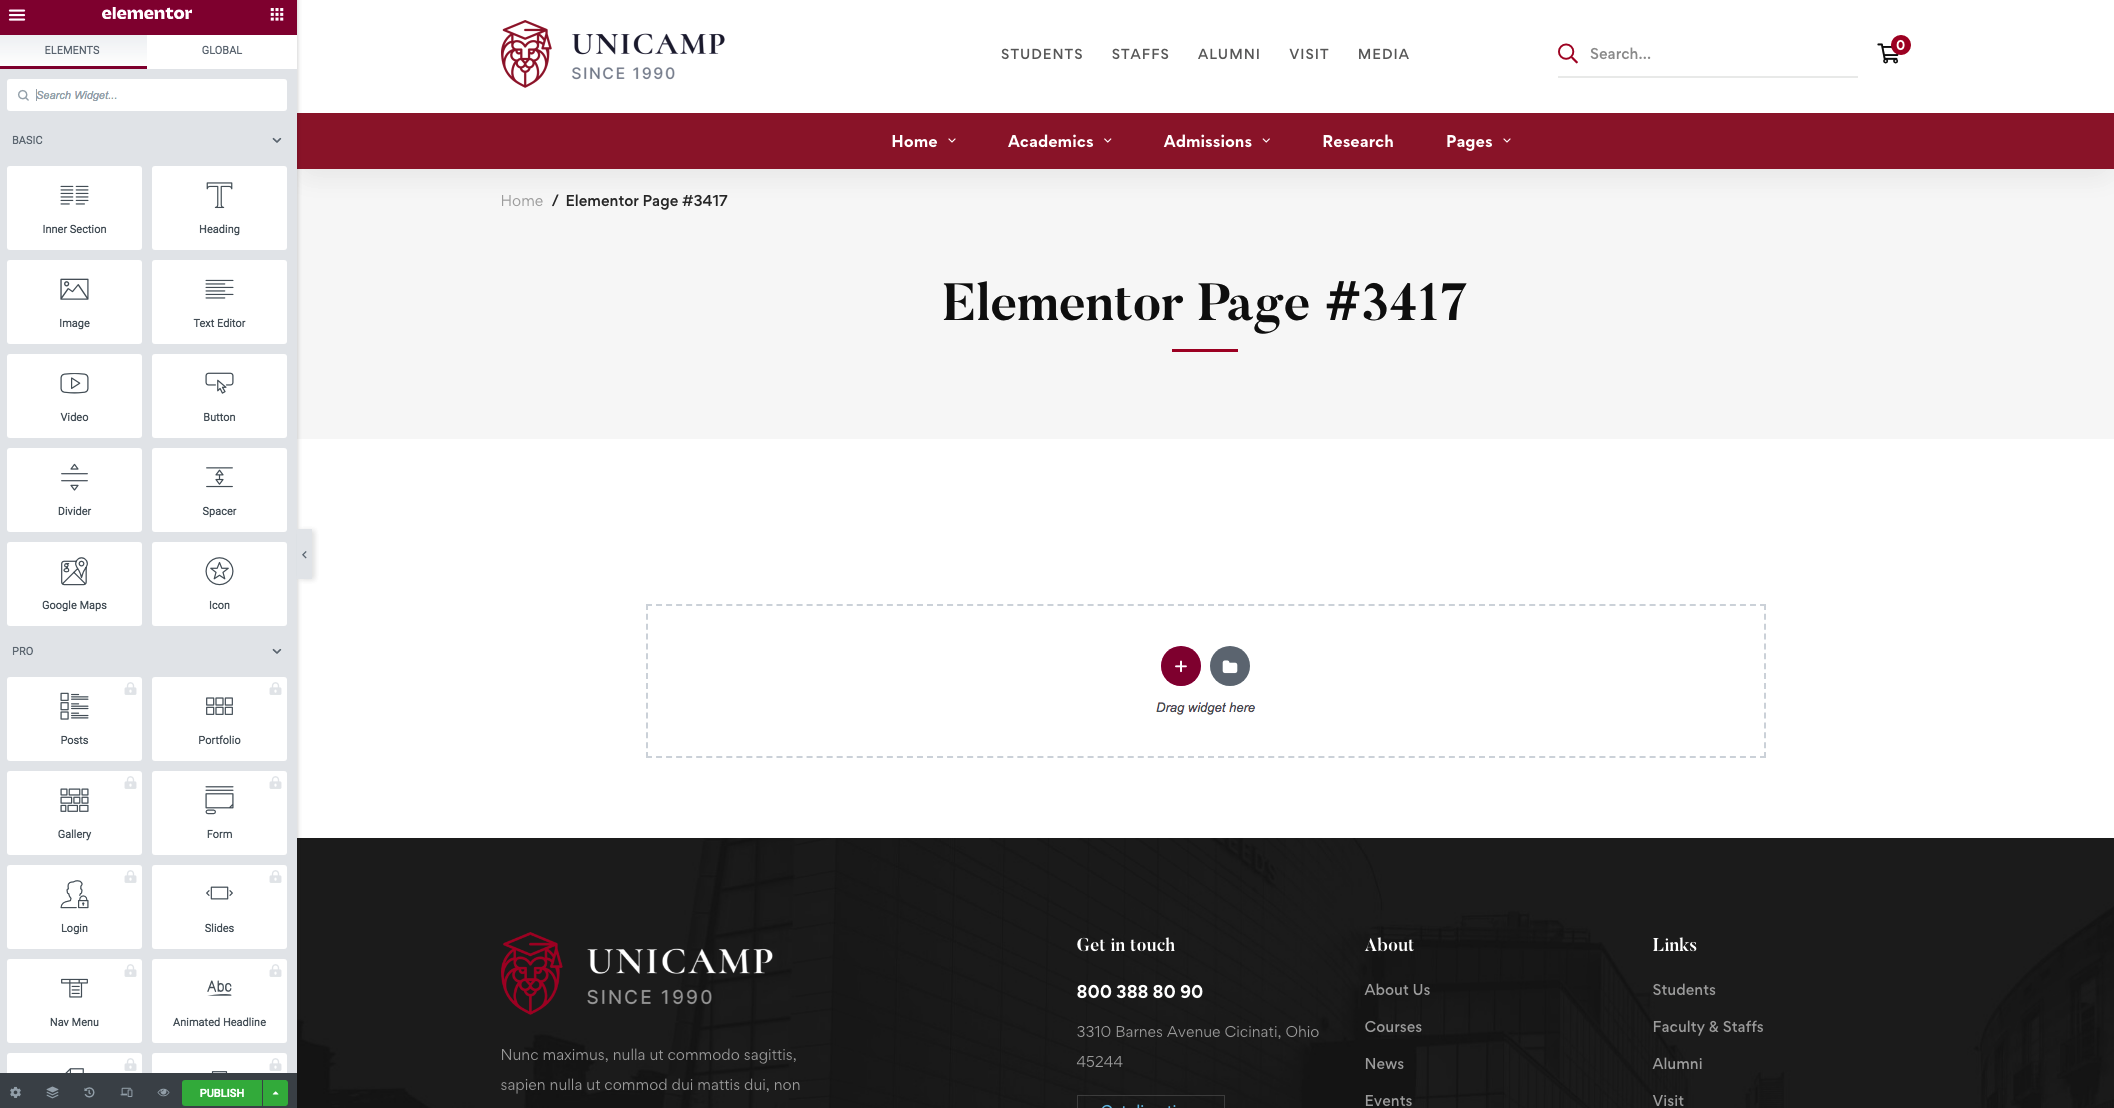 elementor
ELEMENTS
GLOBAL
Search Widget...
BASIC
Inner Section
Heading
Image
Text Editor
Video
Button
Divider
Spacer
Google Maps
Icon
PRO
Posts
Portfolio
Gallery
Form
Login
Slides
Nav Menu
Abc
Animated Headline
PUBLISH
UNICAMP
SINCE 1990
STUDENTS STAFFS ALUMNI VISIT MEDIA
Search...
0
Home Academics Admissions Research Pages
Home / Elementor Page #3417
Elementor Page #3417
Drag widget here
UNICAMP
SINCE 1990
Nunc maximus, nulla ut commodo sagittis,
sapien nulla ut commod dui mattis dui, non
Get in touch
800 388 80 90
3310 Barnes Avenue Cicinati, Ohio
45244
About
About Us
Courses
News
Events
Links
Students
Faculty & Staffs
Alumni
Visit